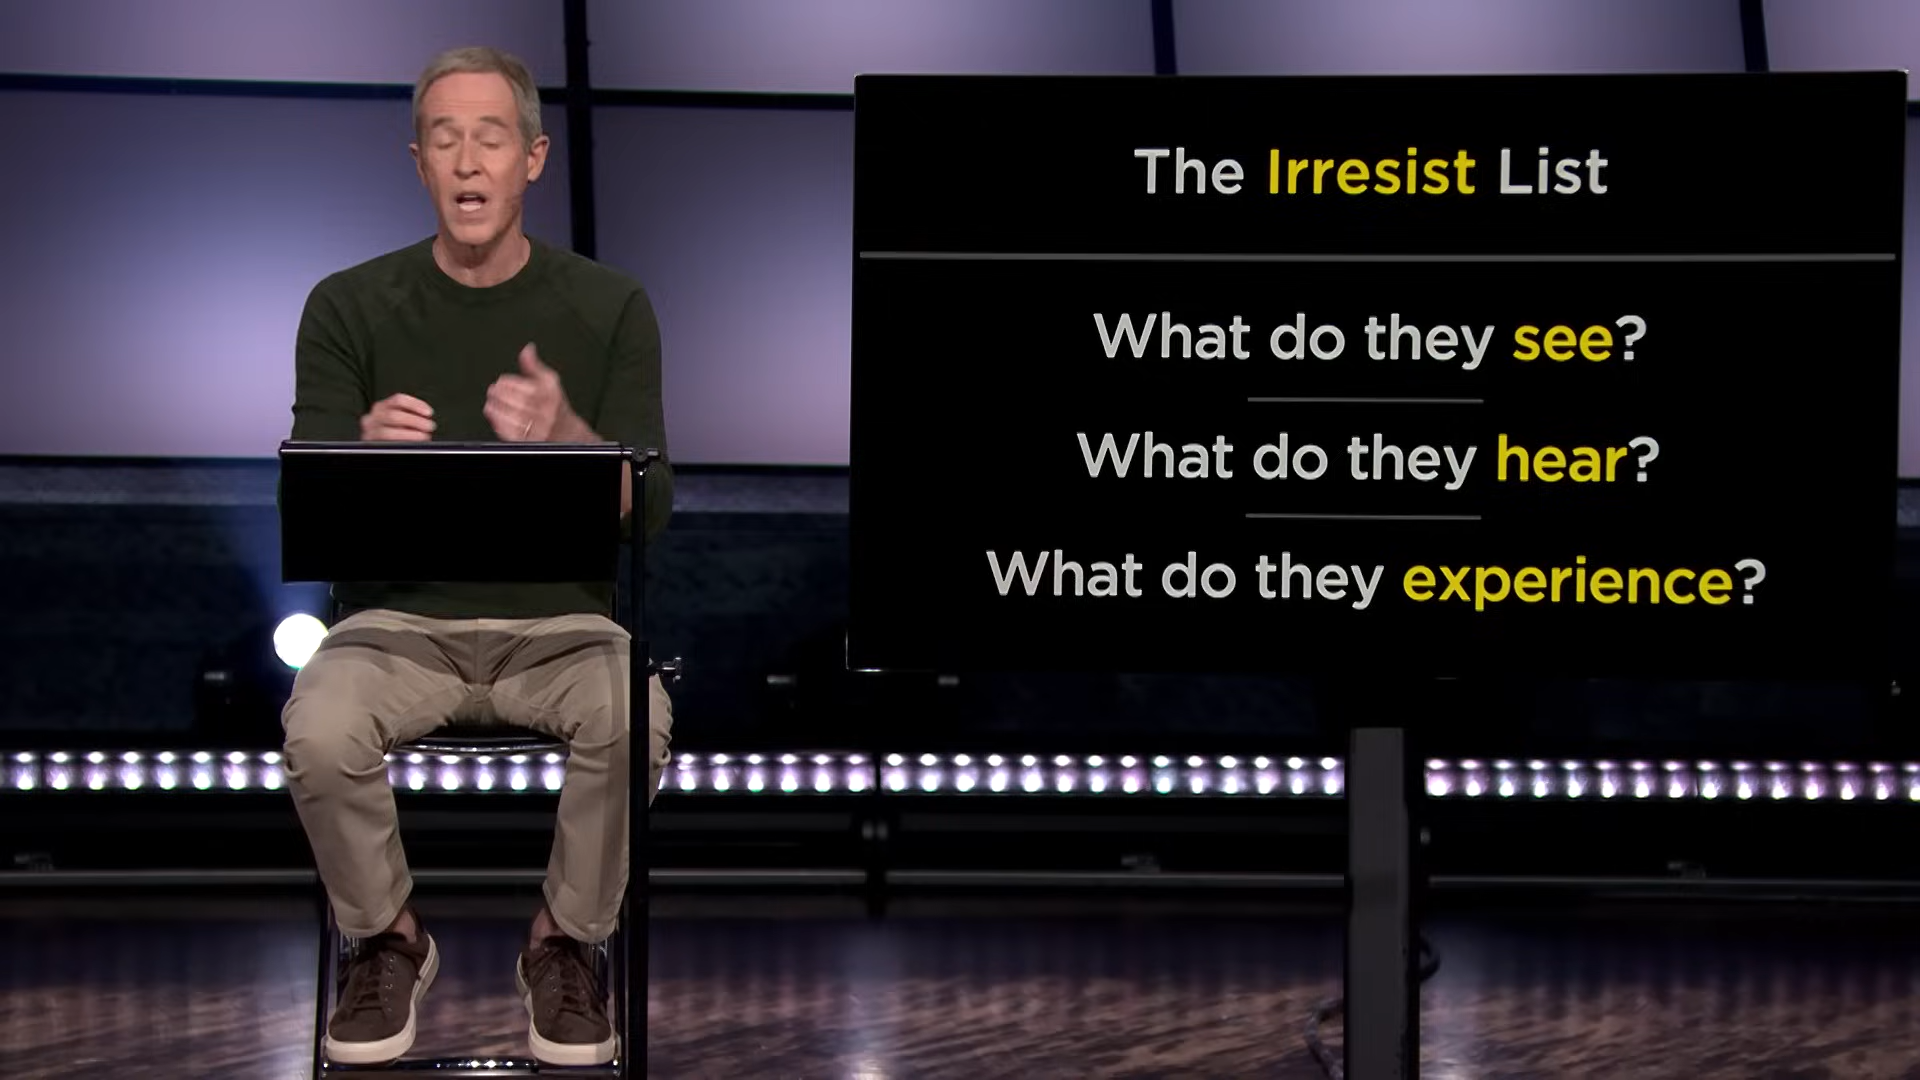 The Irresist List
What do they see?
What do they hear?
What do they experience?